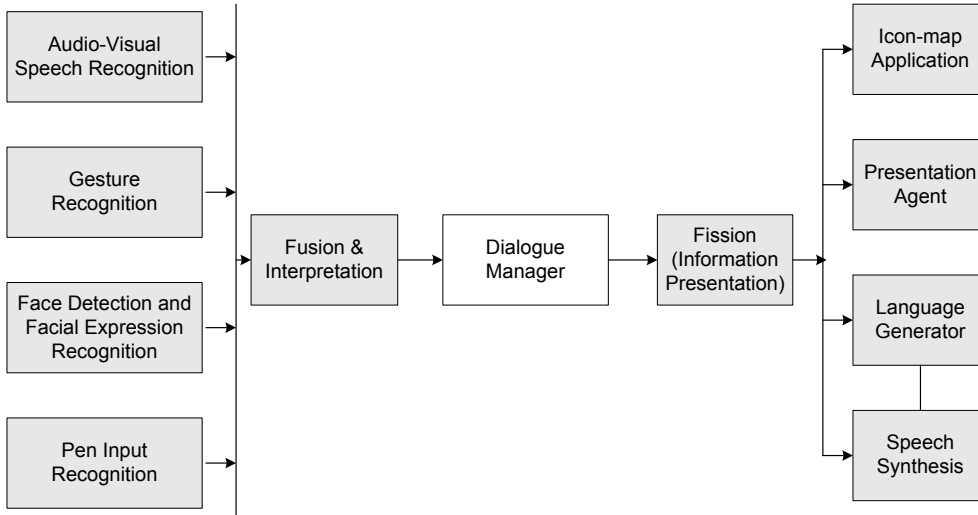 Audio-Visual
Speech Recognition
Gesture
Recognition
Face Detection and
Facial Expression
Recognition
Pen Input
Recognition
Fusion &
Interpretation
Dialogue
Manager
Fission
(Information
Presentation)
Icon-map
Application
Presentation
Agent
Language
Generator
Speech
Synthesis